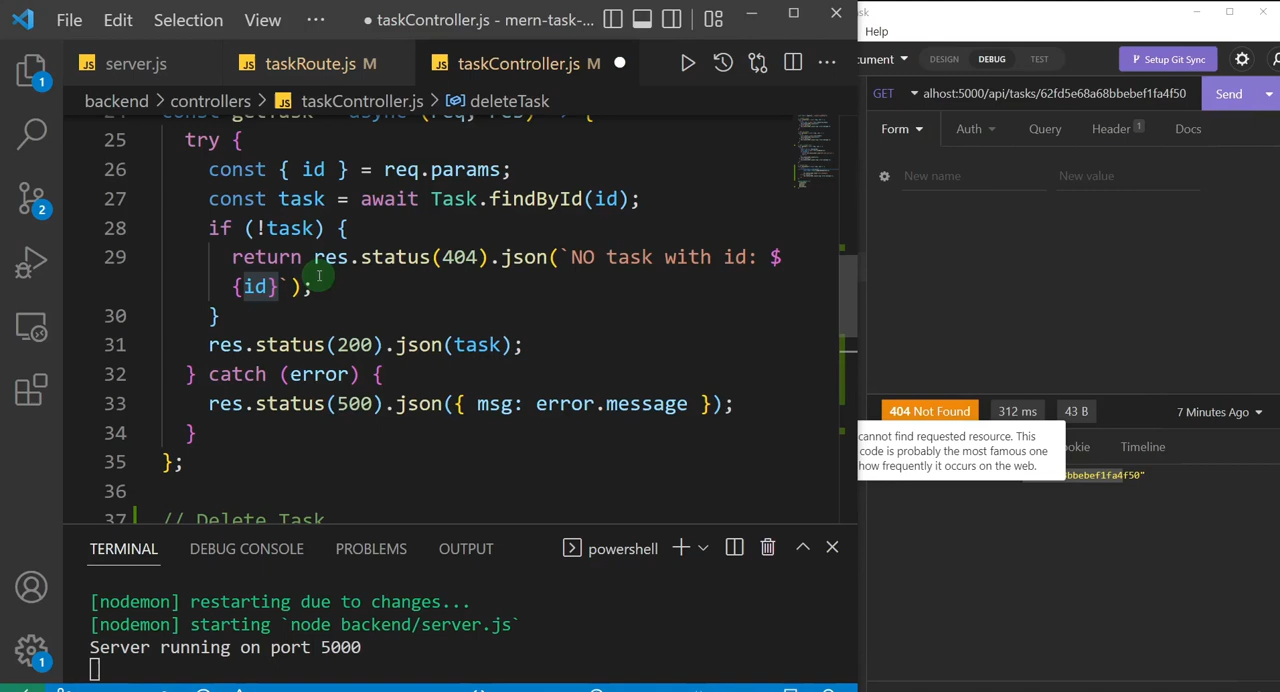 File Edit Selection View ··· ● taskController.js - mern-task-...
server.js taskRoute.js M taskController.js M ●
backend > controllers > taskController.js > deleteTask
25 try {
26 const { id } = req.params;
27 const task = await Task.findById(id);
28 if (!task) {
29 return res.status(404).json(`NO task with id: $
{id}`);
30 }
31 res.status(200).json(task);
32 } catch (error) {
33 res.status(500).json({ msg: error.message });
34 }
35 };
36
37 // Delete Task
TERMINAL DEBUG CONSOLE PROBLEMS OUTPUT powershell
[nodemon] restarting due to changes...
[nodemon] starting `node backend/server.js`
Server running on port 5000
1
2
1
Help
DESIGN DEBUG TEST Setup Git Sync
GET alhost:5000/api/tasks/62fd5e68a68bbebef1fa4f50 Send
Form Auth Query Header 1 Docs
New name New value
404 Not Found 312 ms 43 B 7 Minutes Ago
cannot find requested resource. This
code is probably the most famous one
how frequently it occurs on the web.
okie Timeline
bbebef1fa4f50"